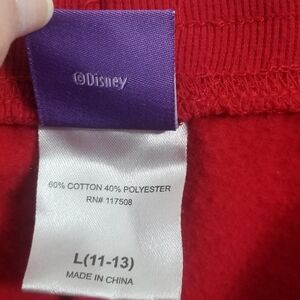 ©Disney
60% COTTON 40% POLYESTER
RN# 117508
L(11-13)
MADE IN CHINA